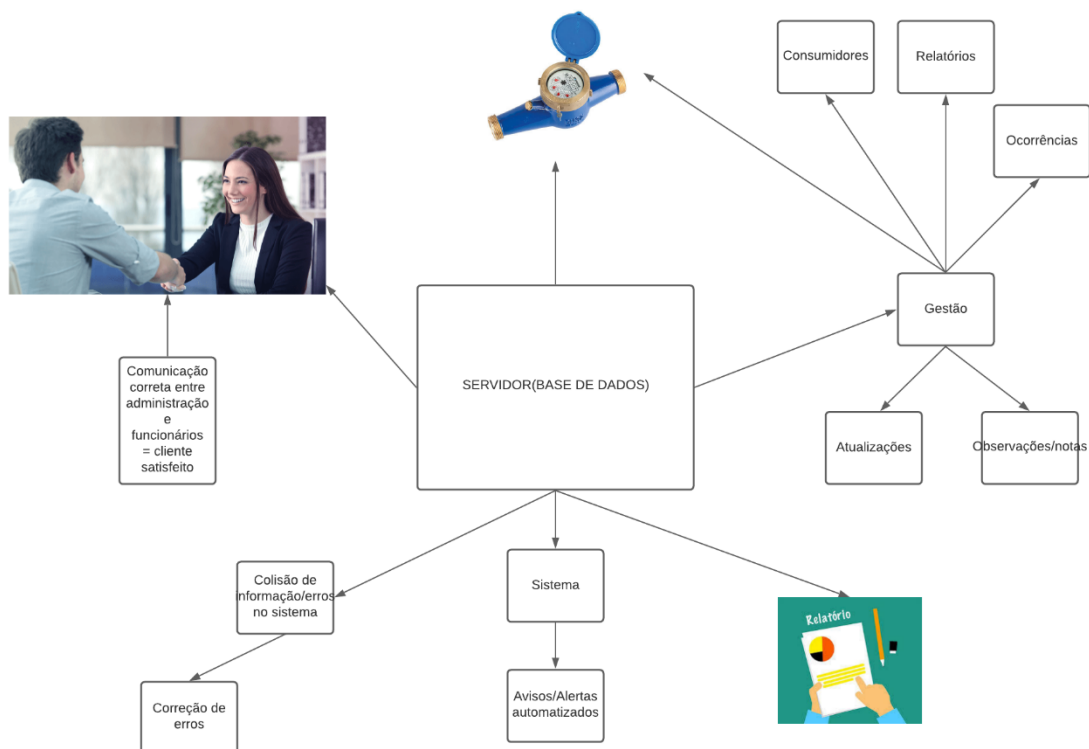 Consumidores
Relatórios
Ocorrências
Gestão
Comunicação
correta entre
administração
e
funcionários
= cliente
satisfeito
SERVIDOR(BASE DE DADOS)
Atualizações
Observações/notas
Colisão de
informação/erros
no sistema
Sistema
Relatório
Correção de
erros
Avisos/Alertas
automatizados